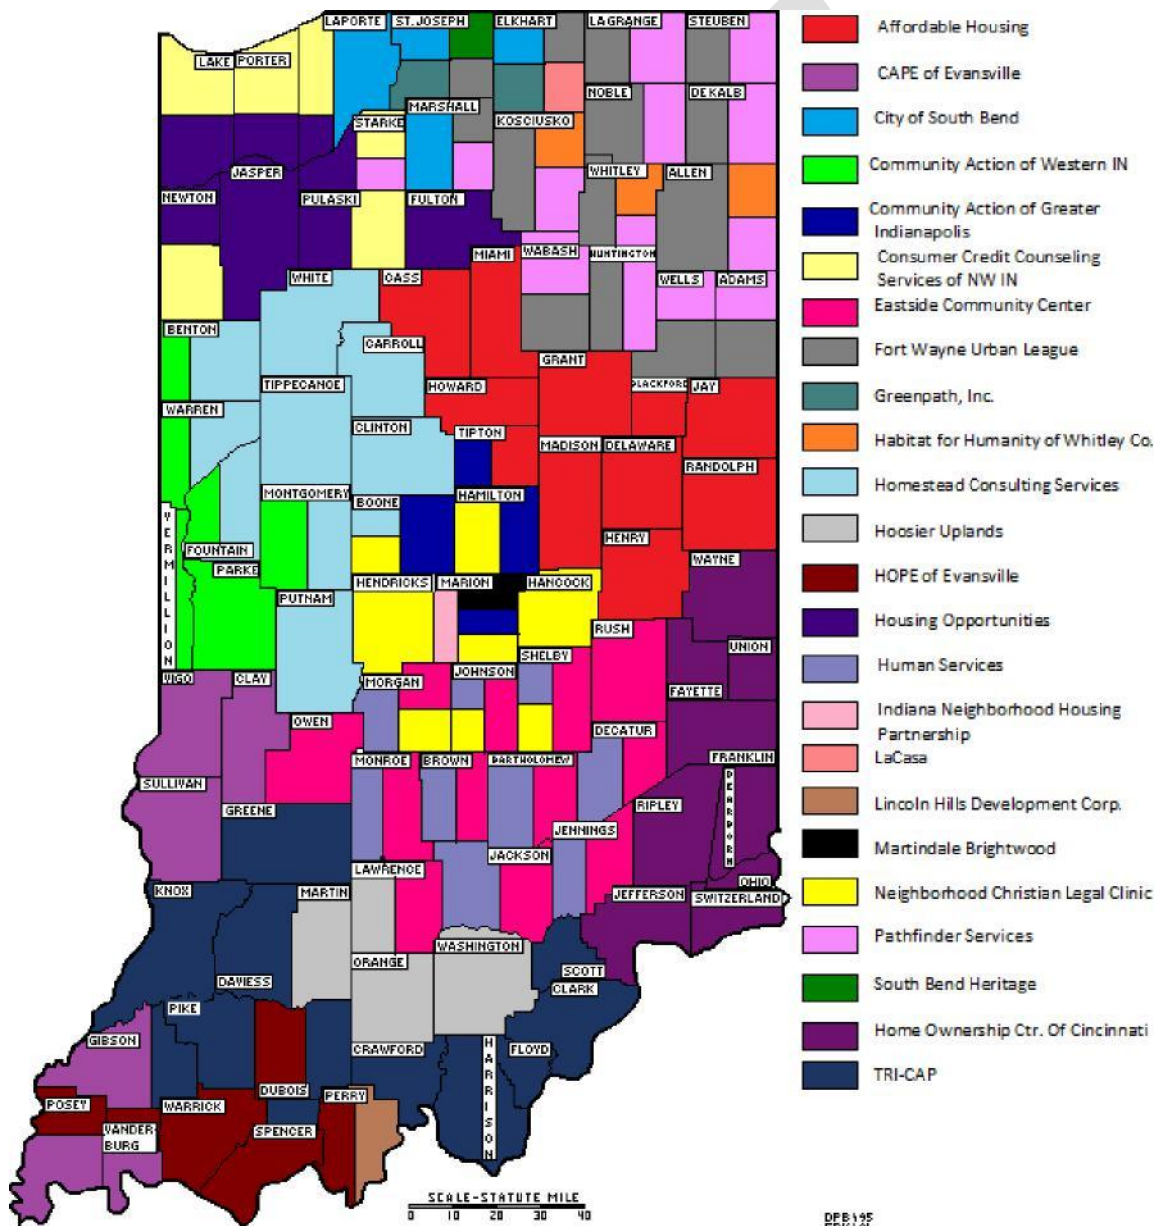 LAPORTE
ST.JOSEPH
ELKHART
LAGRANGE
STEUBEN
LAKE
PORTER
NOBLE
DEKALB
MARSHALL
STARKE
KOSCIUSKO
JASPER
WHITLEY
ALLEN
NEWTON
PULASKI
FULTON
MIAMI
WABASH
HUNTINGTON
WHITE
CASS
WELLS
ADAMS
BENTON
CARROLL
GRANT
TIPPECANOE
HOWARD
BLACKFORD
JAY
WARREN
CLINTON
TIPTON
MADISON
DELAWARE
RANDOLPH
MONTGOMERY
BOONE
HAMILTON
VERMILLION
FOUNTAIN
HENRY
WAYNE
PARKE
HENDRICKS
MARION
HANCOCK
PUTNAM
RUSH
UNION
SHELBY
VIGO
CLAY
MORGAN
JOHNSON
FAYETTE
OWEN
DECATUR
MONROE
BROWN
BARTHOLOMEW
FRANKLIN
SULLIVAN
DEARBORN
GREENE
RIPLEY
JENNINGS
LAWRENCE
JACKSON
OHIO
KNOX
MARTIN
JEFFERSON
SWITZERLAND
WASHINGTON
ORANGE
SCOTT
DAVIESS
CLARK
PIKE
GIBSON
CRAWFORD
HARRISON
FLOYD
DUBOIS
PERRY
POSEY
WARRICK
VANDER
BURG
SPENCER
SCALE-STATUTE MILE
0 10 20 30 40
Affordable Housing
CAPE of Evansville
City of South Bend
Community Action of Western IN
Community Action of Greater
Indianapolis
Consumer Credit Counseling
Services of NW IN
Eastside Community Center
Fort Wayne Urban League
Greenpath, Inc.
Habitat for Humanity of Whitley Co.
Homestead Consulting Services
Hoosier Uplands
HOPE of Evansville
Housing Opportunities
Human Services
Indiana Neighborhood Housing
Partnership
LaCasa
Lincoln Hills Development Corp.
Martindale Brightwood
Neighborhood Christian Legal Clinic
Pathfinder Services
South Bend Heritage
Home Ownership Ctr. Of Cincinnati
TRI-CAP